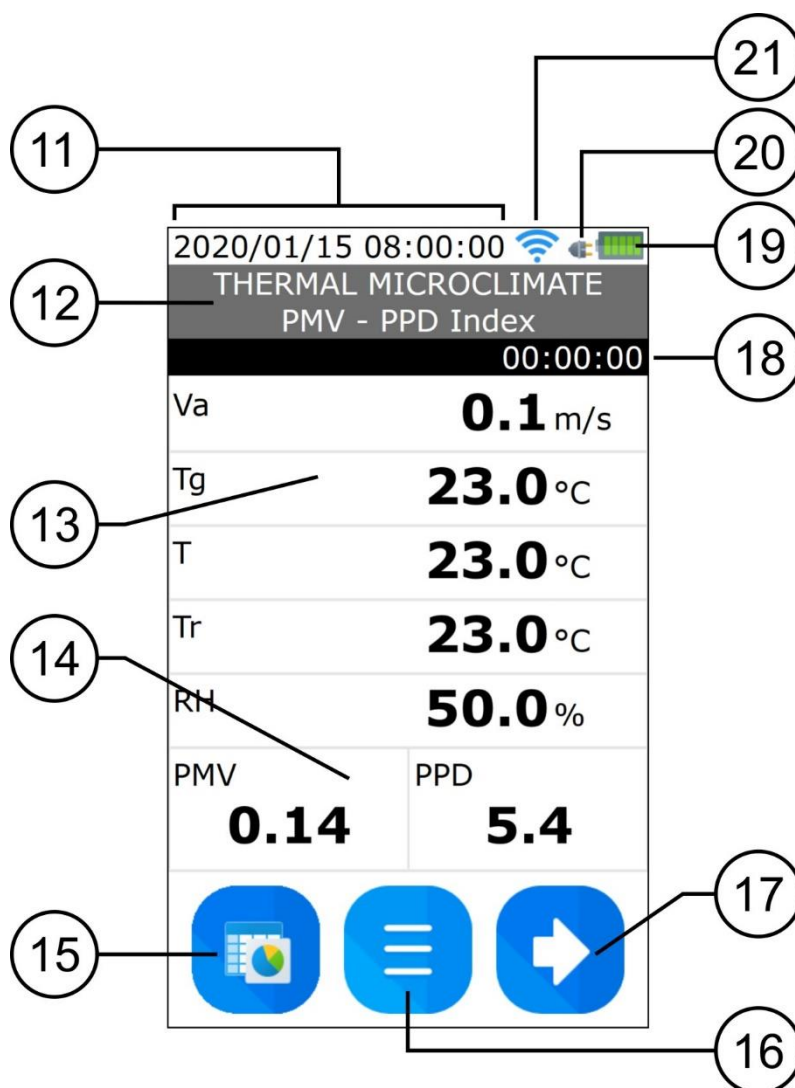 21
11
20
2020/01/15 08:00:00
19
THERMAL MICROCLIMATE
12
PMV - PPD Index
00:00:00
18
Va
0.1 m/s
Tg
23.0 °C
13
T
23.0 °C
Tr
23.0 °C
14
RH
50.0 %
PMV
PPD
0.14
5.4
17
15
16